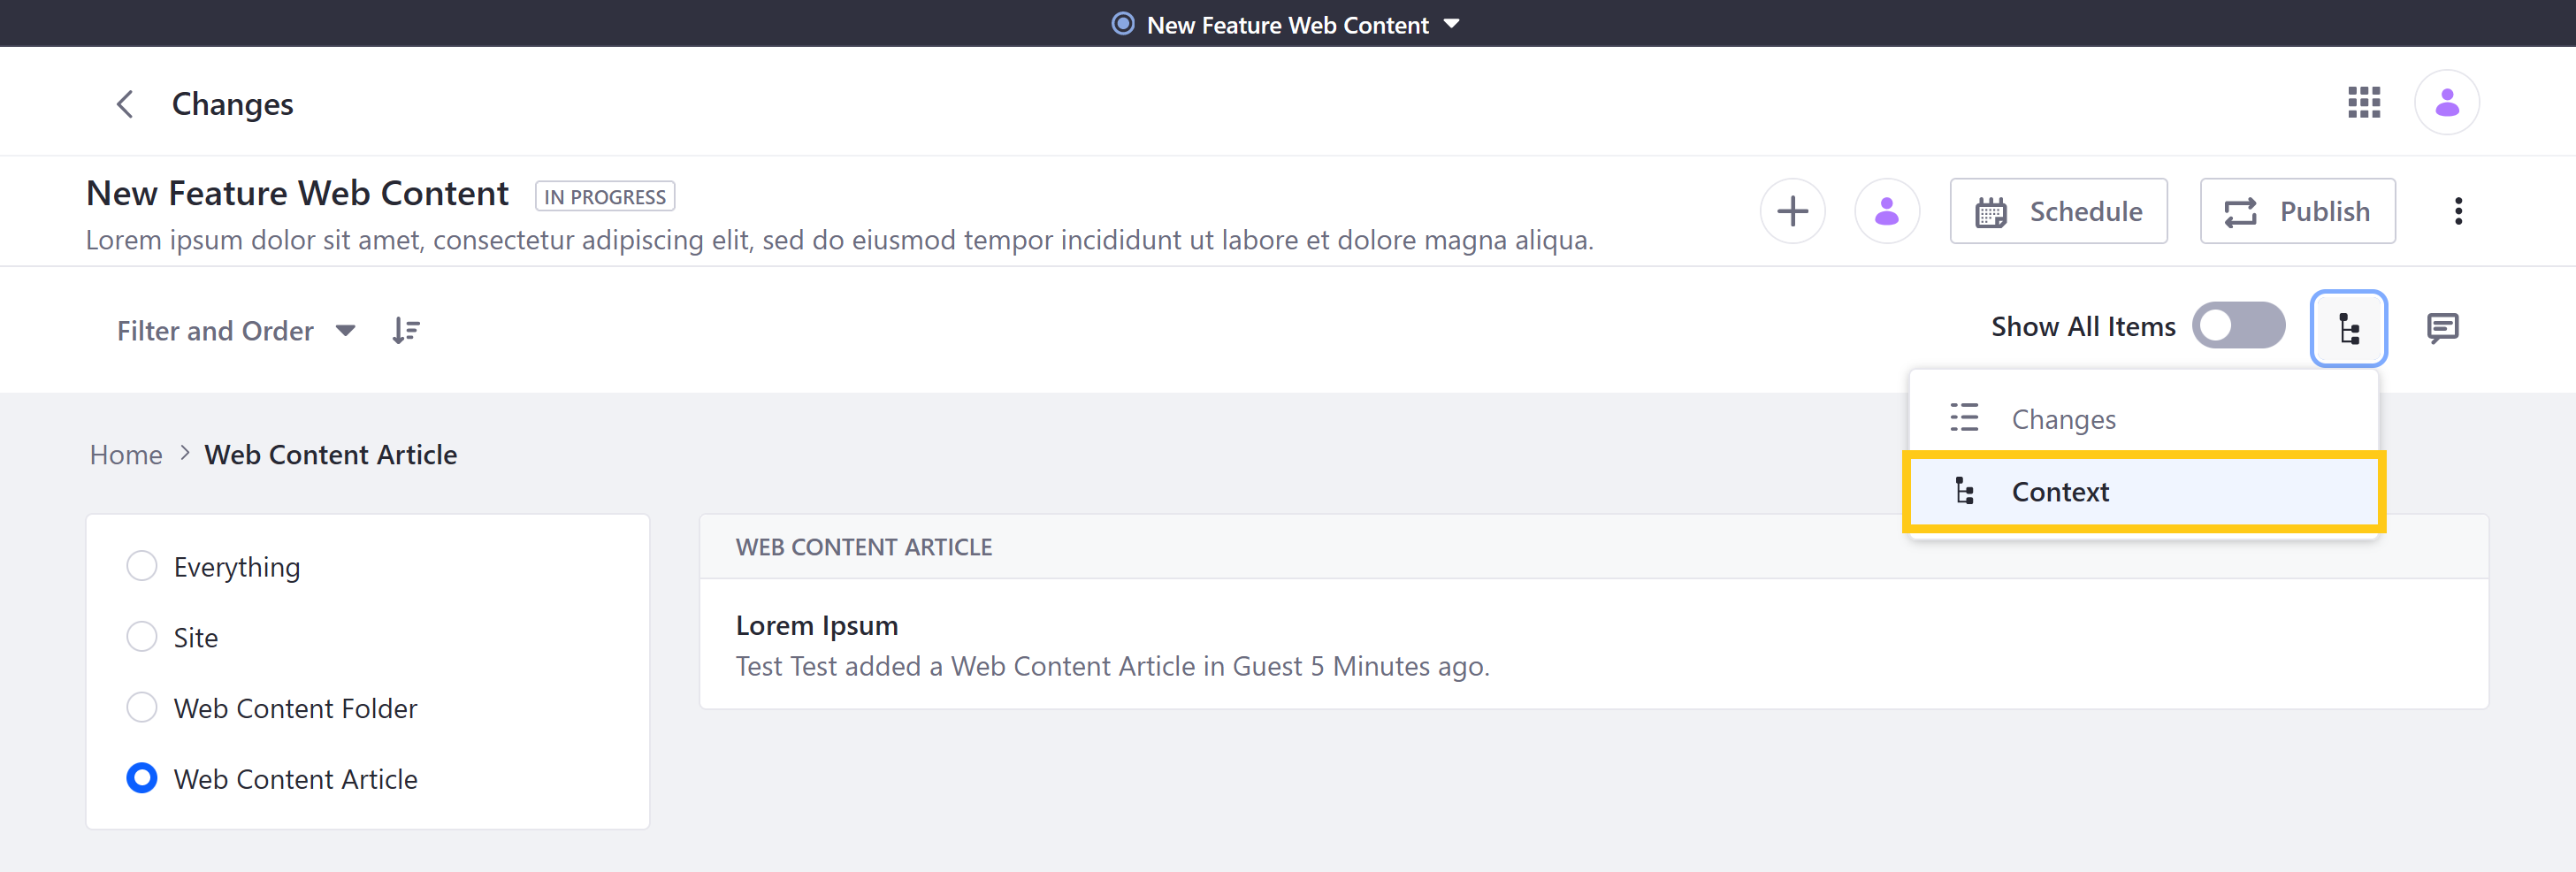 New Feature Web Content
Changes
New Feature Web Content IN PROGRESS
Lorem ipsum dolor sit amet, consectetur adipiscing elit, sed do eiusmod tempor incididunt ut labore et dolore magna aliqua.
Schedule
Publish
Filter and Order
Show All Items
Changes
Context
Home > Web Content Article
Everything
Site
Web Content Folder
Web Content Article
WEB CONTENT ARTICLE
Lorem Ipsum
Test Test added a Web Content Article in Guest 5 Minutes ago.